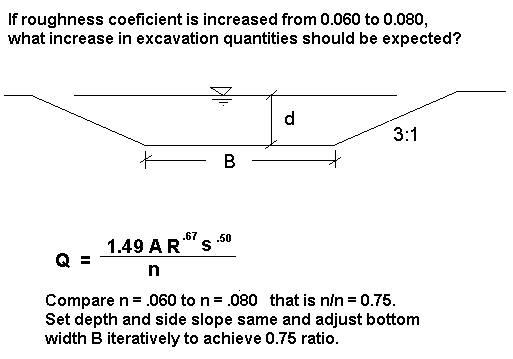 If roughness coeficient is increased from 0.060 to 0.080,
what increase in excavation quantities should be expected?
d
3:1
B
Q = 1.49 A R^.67 s^.50 / n
Compare n = .060 to n = .080 that is n/n = 0.75.
Set depth and side slope same and adjust bottom
width B iteratively to achieve 0.75 ratio.